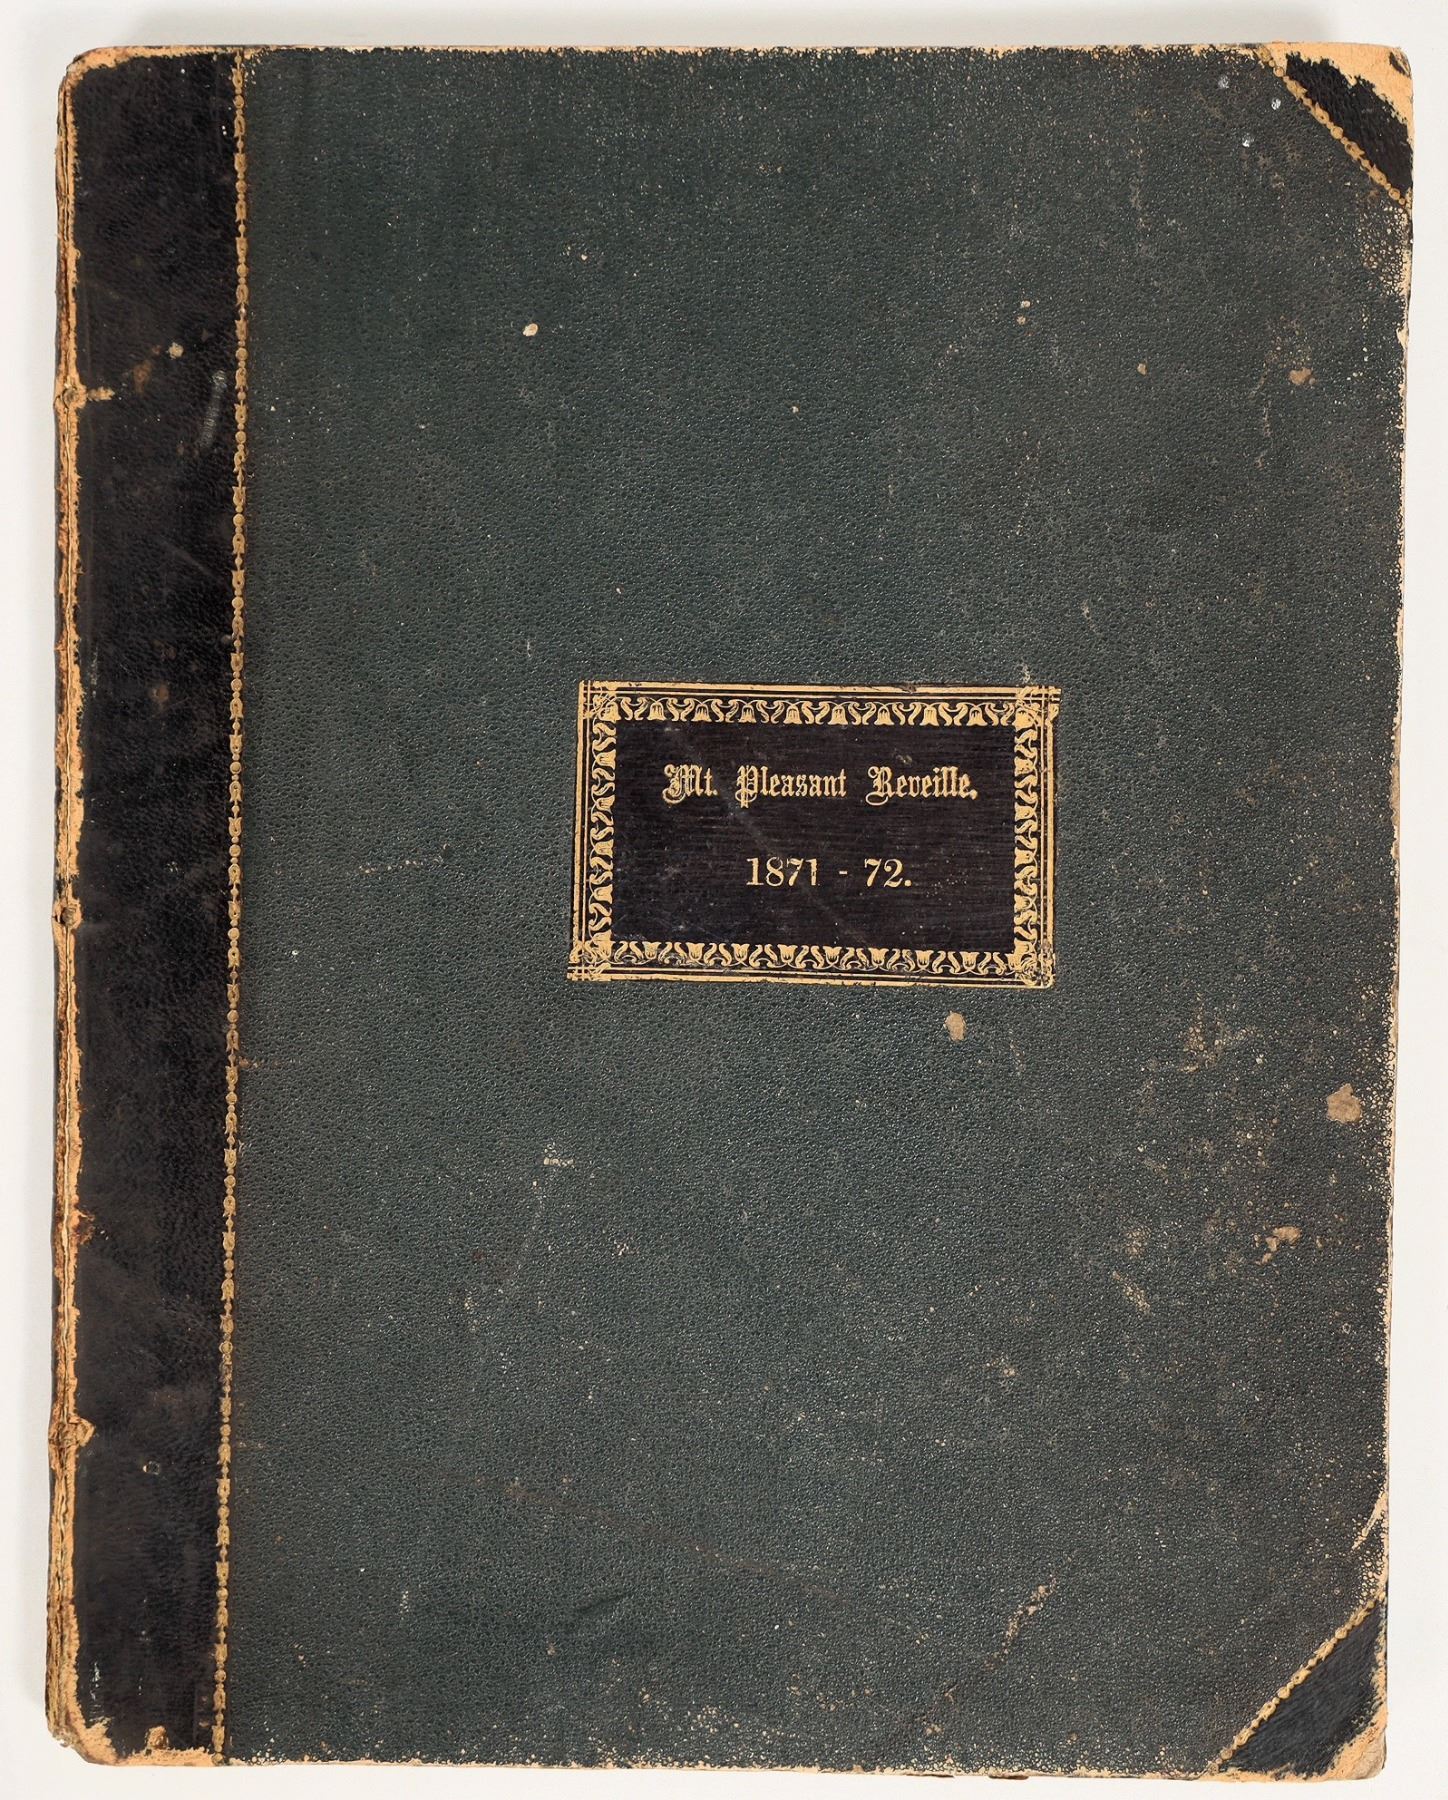 Mt. Pleasant Reveille.
1871 - 72.